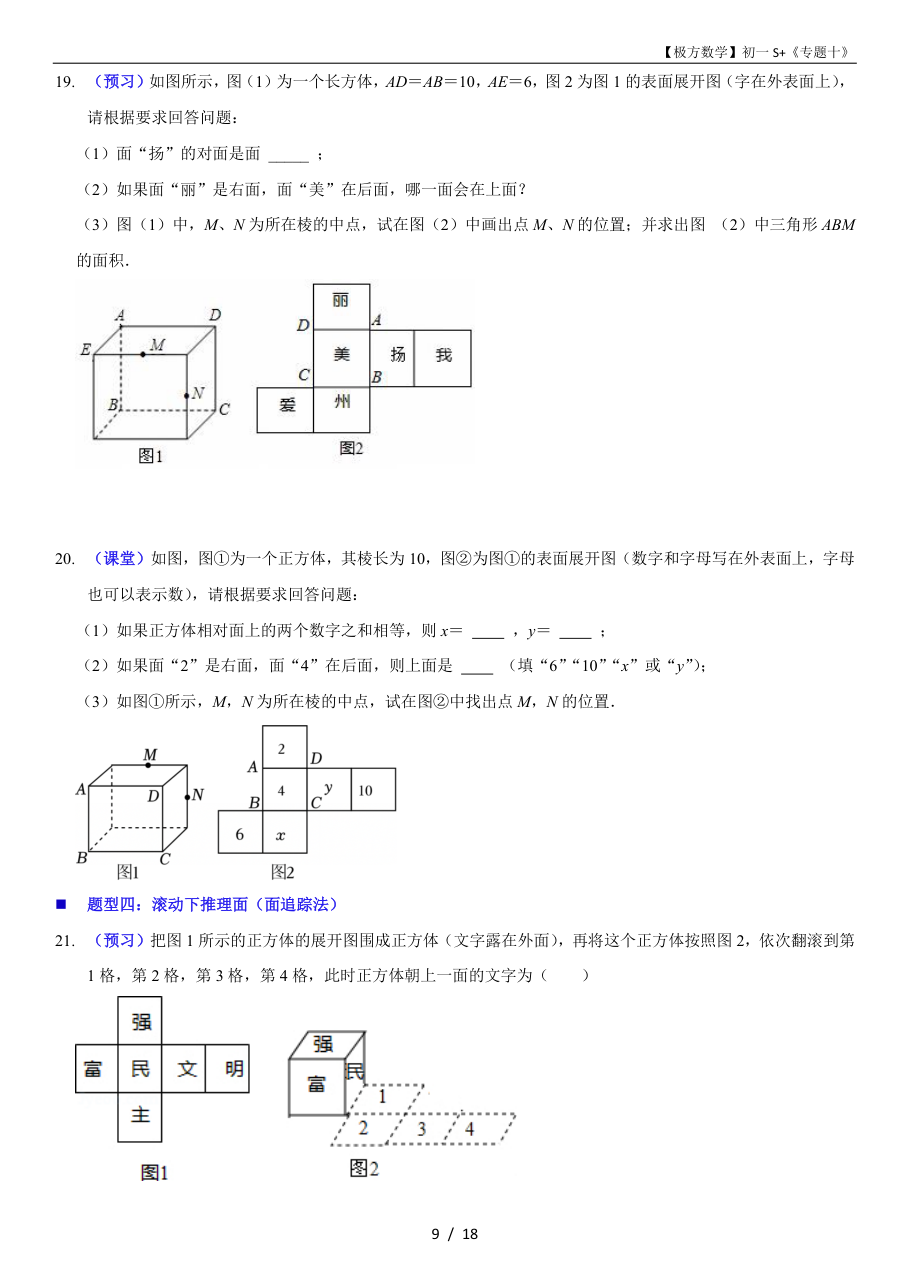 【极方数学】初一 S+《专题十》
19. （预习）如图所示，图（1）为一个长方体，AD＝AB＝10，AE＝6，图 2 为图 1 的表面展开图（字在外表面上），
请根据要求回答问题：
（1）面“扬”的对面是面 _____ ；
（2）如果面“丽”是右面，面“美”在后面，哪一面会在上面？
（3）图（1）中，M、N 为所在棱的中点，试在图（2）中画出点 M、N 的位置；并求出图 （2）中三角形 ABM
的面积．
A D E M N B C
图1
丽
D A
美 扬 我
C B
爱 州
图2
20. （课堂）如图，图①为一个正方体，其棱长为 10，图②为图①的表面展开图（数字和字母写在外表面上，字母
也可以表示数），请根据要求回答问题：
（1）如果正方体相对面上的两个数字之和相等，则 x＝ ____ ，y＝ ____ ；
（2）如果面“2”是右面，面“4”在后面，则上面是 ____ （填“6”“10”“x”或“y”）；
（3）如图①所示，M，N 为所在棱的中点，试在图②中找出点 M，N 的位置．
M A D N B C
图1
2
A D
4 y 10
B C
6 x
图2
■ 题型四：滚动下推理面（面追踪法）
21. （预习）把图 1 所示的正方体的展开图围成正方体（文字露在外面），再将这个正方体按照图 2，依次翻滚到第
1 格，第 2 格，第 3 格，第 4 格，此时正方体朝上一面的文字为（ ）
强
富 民 文 明
主
图1
强
富 民
1
2 3 4
图2
9 / 18